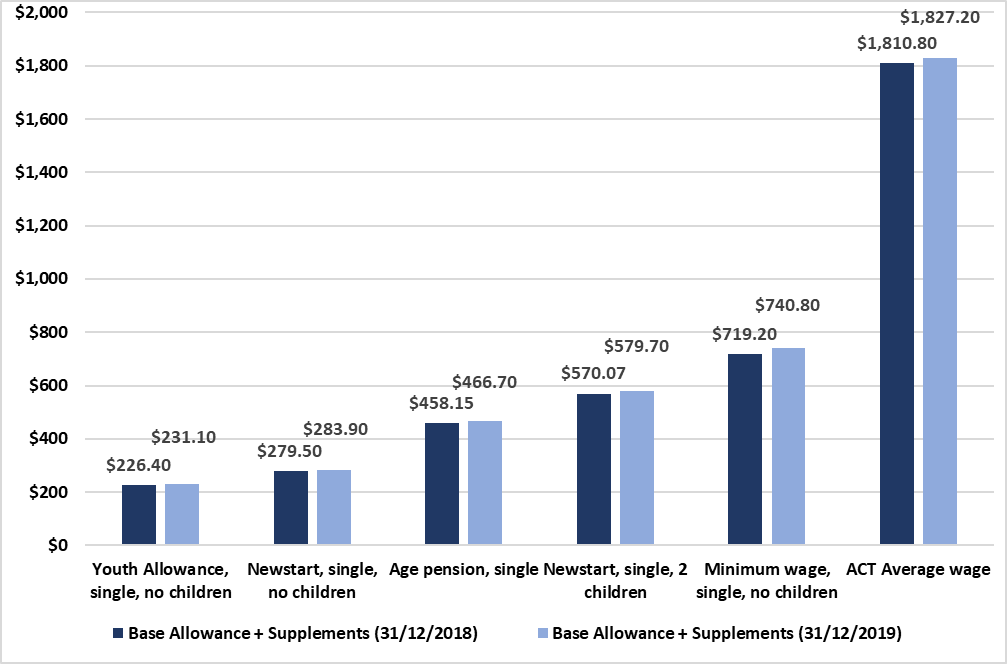 $2,000
$1,800
$1,600
$1,400
$1,200
$1,000
$800
$600
$400
$200
$0
$226.40
$231.10
$279.50
$283.90
$458.15
$466.70
$570.07
$579.70
$719.20
$740.80
$1,810.80
$1,827.20
Youth Allowance,
single, no children
Newstart, single,
no children
Age pension, single
Newstart, single, 2
children
Minimum wage,
single, no children
ACT Average wage
Base Allowance + Supplements (31/12/2018)
Base Allowance + Supplements (31/12/2019)